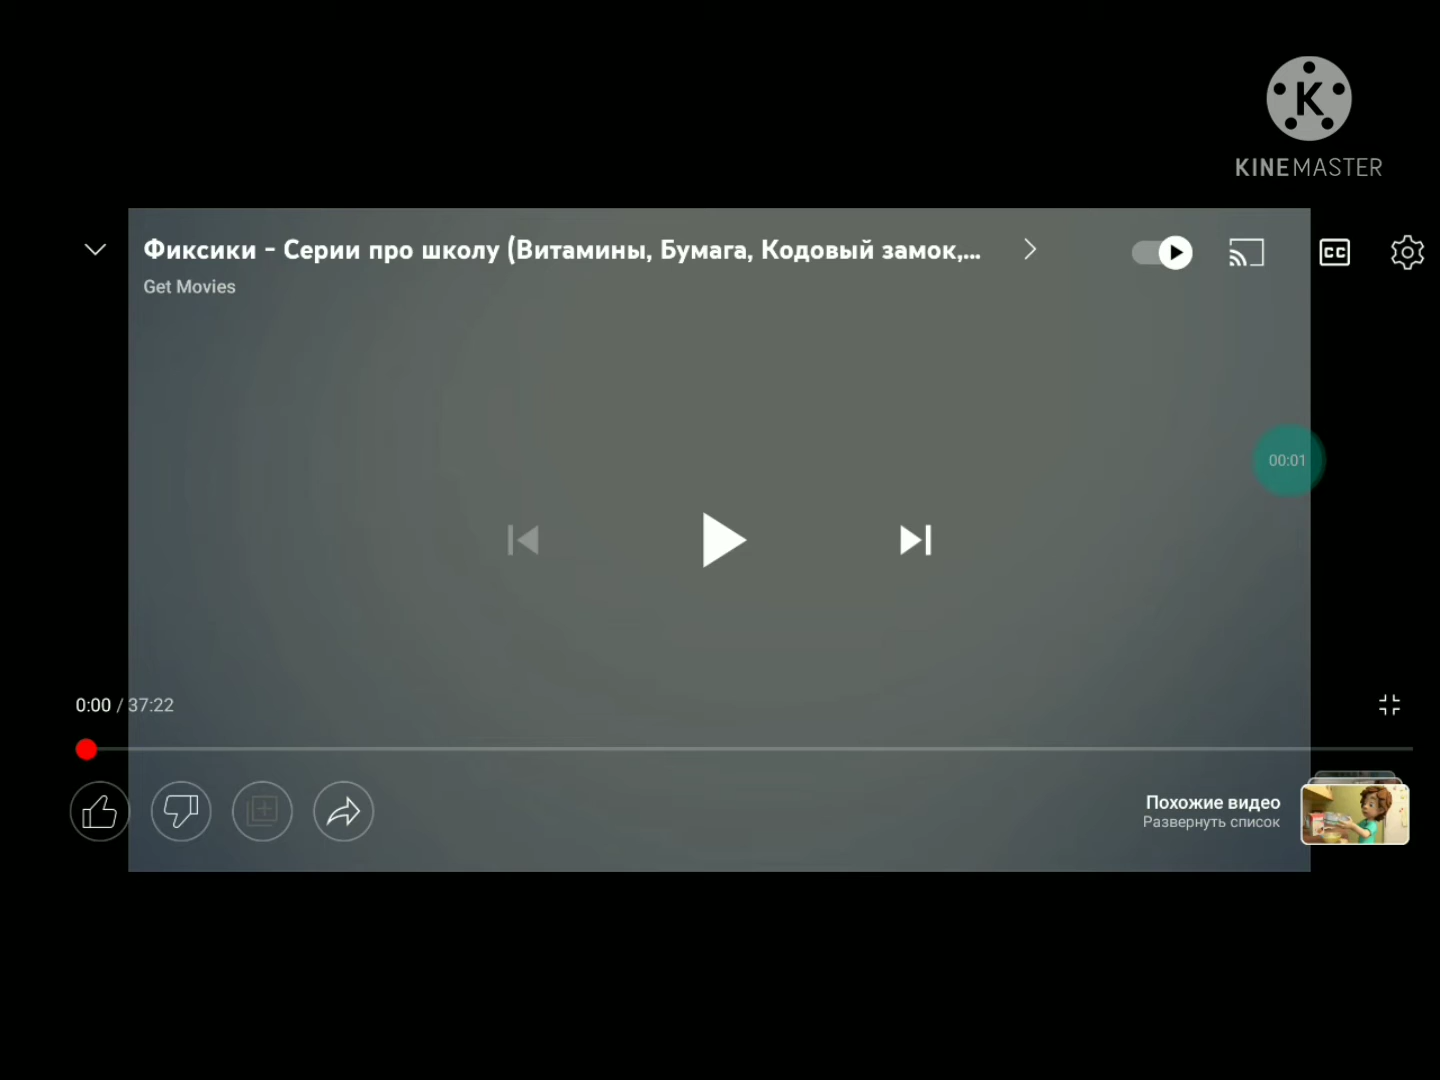 K
KINEMASTER
Фиксики - Серии про школу (Витамины, Бумага, Кодовый замок,...
Get Movies
CC
00:01
0:00 / 37:22
Похожие видео
Развернуть список